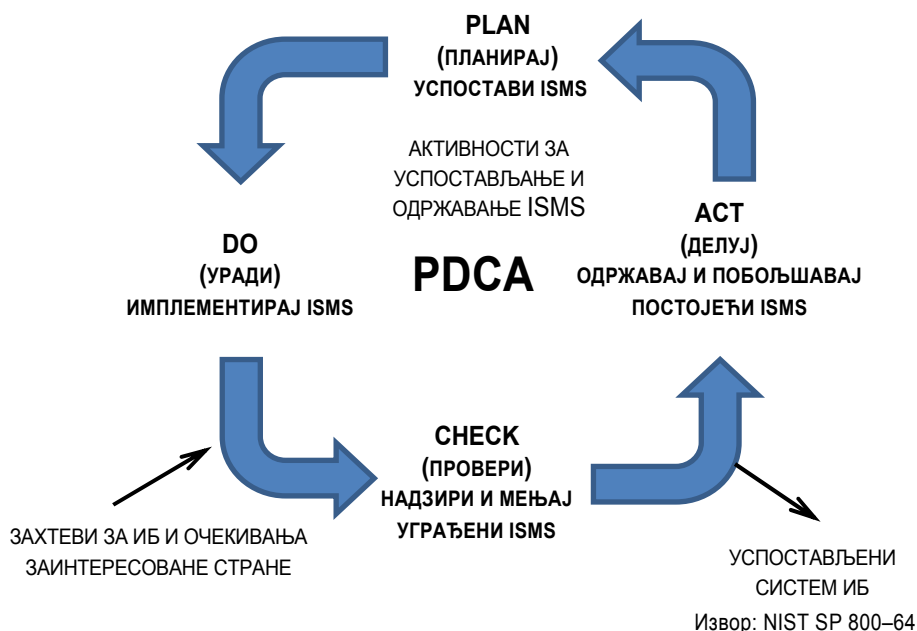 PLAN
(ПЛАНИРАЈ)
УСПОСТАВИ ISMS
АКТИВНОСТИ ЗА
УСПОСТАВЉАЊЕ И
ОДРЖАВАЊЕ ISMS
DO
(УРАДИ)
ИМПЛЕМЕНТИРАЈ ISMS
PDCA
ACT
(ДЕЛУЈ)
ОДРЖАВАЈ И ПОБОЉШАВАЈ
ПОСТОЈЕЋИ ISMS
CHECK
(ПРОВЕРИ)
НАДЗИРИ И МЕЊАЈ
УГРАЂЕНИ ISMS
ЗАХТЕВИ ЗА ИБ И ОЧЕКИВАЊА
ЗАИНТЕРЕСОВАНЕ СТРАНЕ
УСПОСТАВЉЕНИ
СИСТЕМ ИБ
Извор: NIST SP 800–64